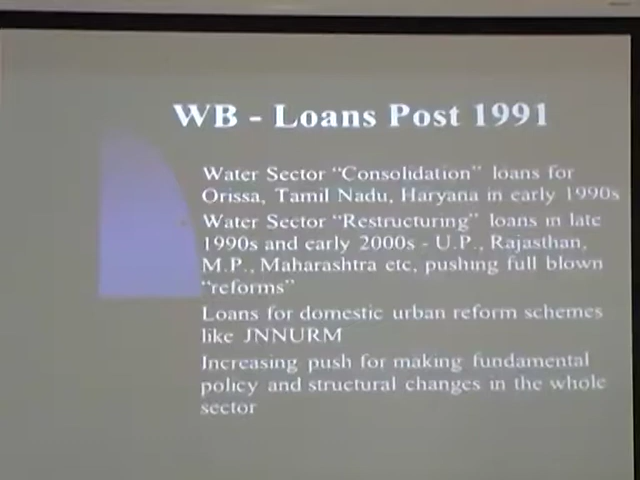 WB - Loans Post 1991
Water Sector "Consolidation" loans for
Orissa, Tamil Nadu, Haryana in early 1990s
Water Sector "Restructuring" loans in late
1990s and early 2000s - U.P., Rajasthan,
M.P., Maharashtra etc, pushing full blown
"reforms"
Loans for domestic urban reform schemes
like JNNURM
Increasing push for making fundamental
policy and structural changes in the whole
sector